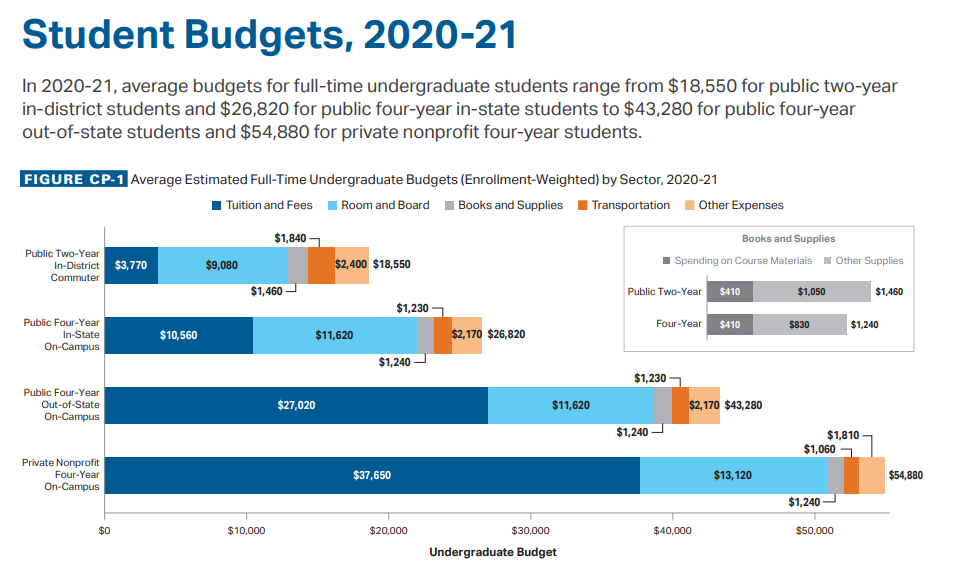 Student Budgets, 2020-21
In 2020-21, average budgets for full-time undergraduate students range from $18,550 for public two-year
in-district students and $26,820 for public four-year in-state students to $43,280 for public four-year
out-of-state students and $54,880 for private nonprofit four-year students.
FIGURE CP-1 Average Estimated Full-Time Undergraduate Budgets (Enrollment-Weighted) by Sector, 2020-21
Tuition and Fees Room and Board Books and Supplies Transportation Other Expenses
Public Two-Year
In-District
Commuter
$3,770 $9,080 $1,460 $1,840 $2,400 $18,550
Public Four-Year
In-State
On-Campus
$10,560 $11,620 $1,240 $1,230 $2,170 $26,820
Public Four-Year
Out-of-State
On-Campus
$27,020 $11,620 $1,240 $1,230 $2,170 $43,280
Private Nonprofit
Four-Year
On-Campus
$37,650 $13,120 $1,240 $1,060 $1,810 $54,880
$0 $10,000 $20,000 $30,000 $40,000 $50,000
Undergraduate Budget
Books and Supplies
Spending on Course Materials Other Supplies
Public Two-Year $410 $1,050 $1,460
Four-Year $410 $830 $1,240